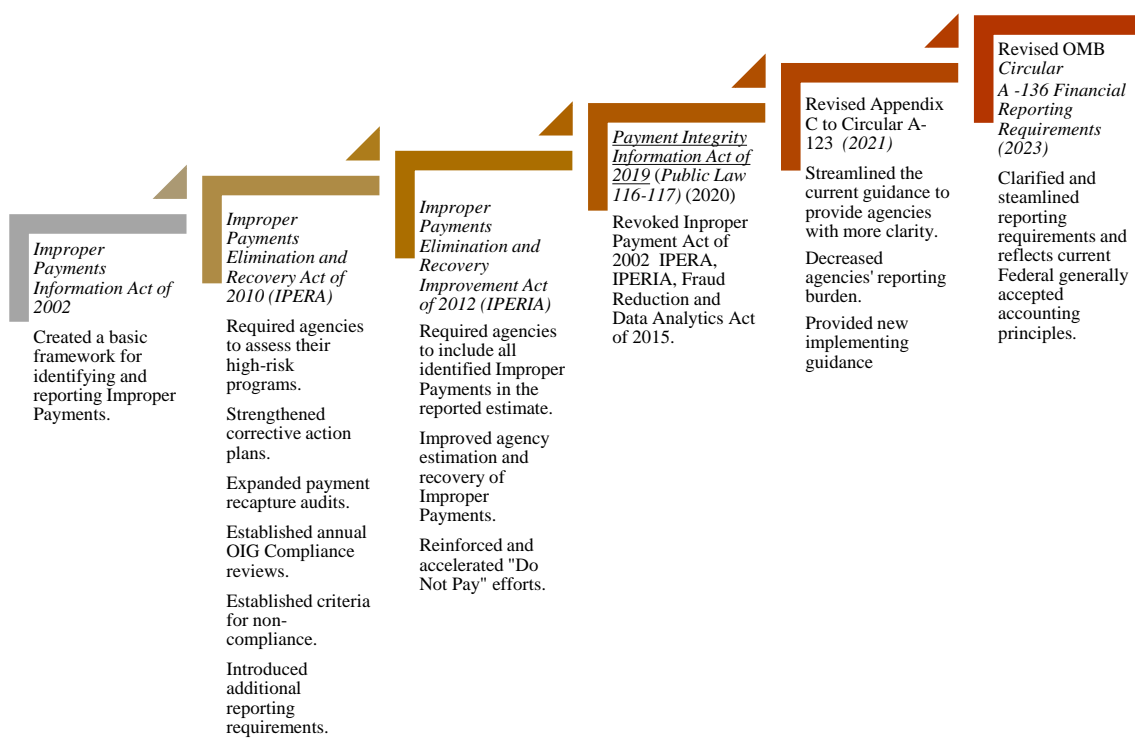 Improper
Payments
Information Act of
2002
Created a basic
framework for
identifying and
reporting Improper
Payments.
Improper
Payments
Elimination and
Recovery Act of
2010 (IPERA)
Required agencies
to assess their
high-risk
programs.
Strengthened
corrective action
plans.
Expanded payment
recapture audits.
Established annual
OIG Compliance
reviews.
Established criteria
for non-
compliance.
Introduced
additional
reporting
requirements.
Improper
Payments
Elimination and
Recovery
Improvement Act
of 2012 (IPERIA)
Required agencies
to include all
identified Improper
Payments in the
reported estimate.
Improved agency
estimation and
recovery of
Improper
Payments.
Reinforced and
accelerated "Do
Not Pay" efforts.
Payment Integrity
Information Act of
2019 (Public Law
116-117) (2020)
Revoked Inproper
Payment Act of
2002 IPERA,
IPERIA, Fraud
Reduction and
Data Analytics Act
of 2015.
Revised Appendix
C to Circular A-
123 (2021)
Streamlined the
current guidance to
provide agencies
with more clarity.
Decreased
agencies' reporting
burden.
Provided new
implementing
guidance
Revised OMB
Circular
A -136 Financial
Reporting
Requirements
(2023)
Clarified and
steamlined
reporting
requirements and
reflects current
Federal generally
accepted
accounting
principles.